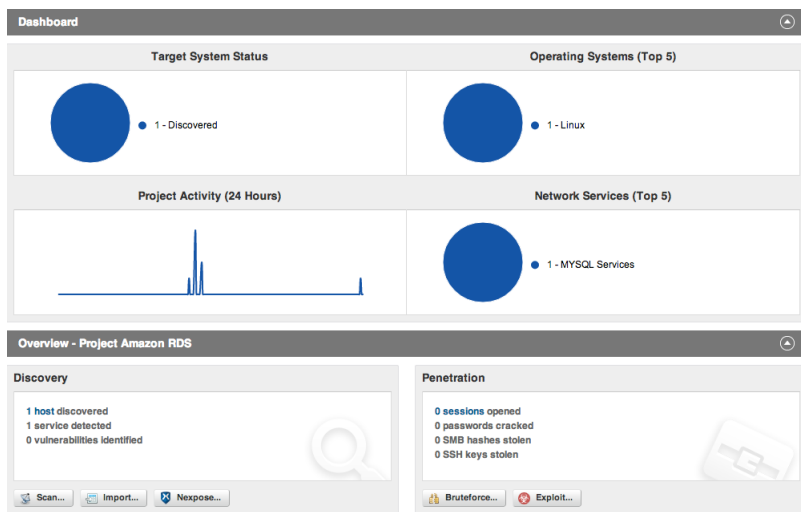 Dashboard
Target System Status
1 - Discovered
Operating Systems (Top 5)
1 - Linux
Project Activity (24 Hours)
Network Services (Top 5)
1 - MYSQL Services
Overview - Project Amazon RDS
Discovery
1 host discovered
1 service detected
0 vulnerabilities identified
Scan...
Import...
Nexpose...
Penetration
0 sessions opened
0 passwords cracked
0 SMB hashes stolen
0 SSH keys stolen
Bruteforce...
Exploit...